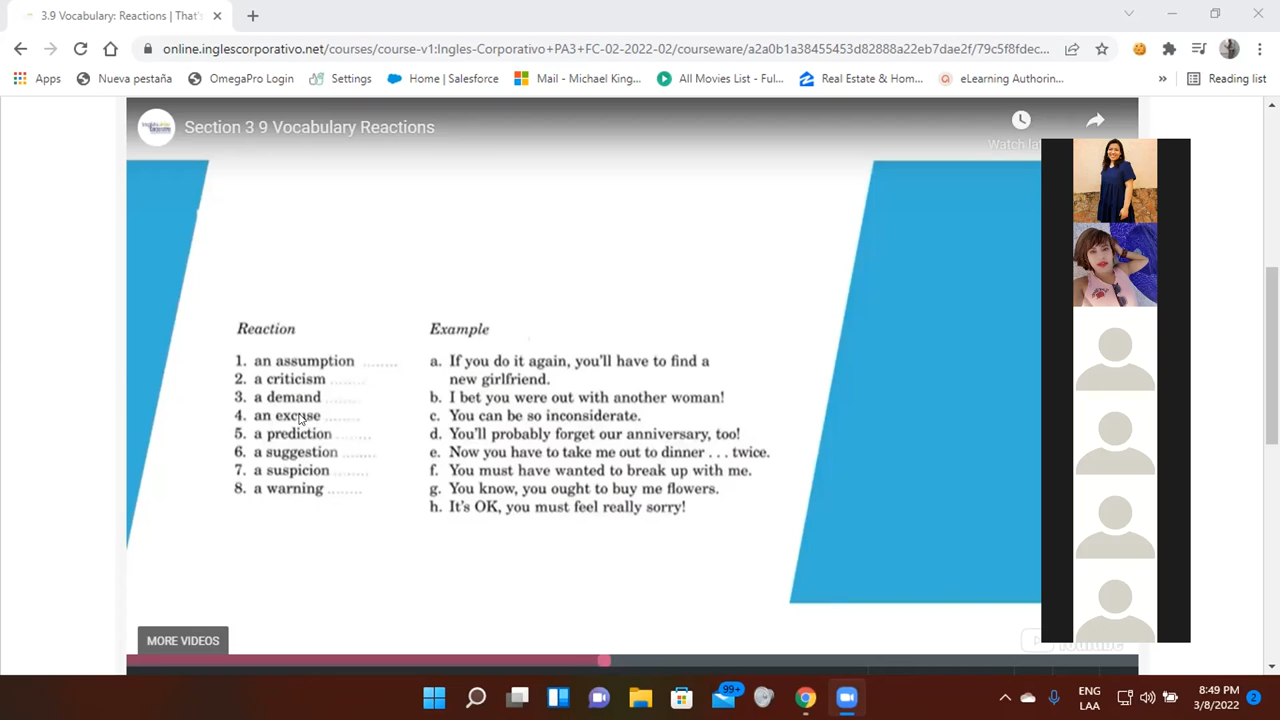 3.9 Vocabulary: Reactions | That's
online.inglescorporativo.net/courses/course-v1:Ingles-Corporativo+PA3+FC-02-2022-02/courseware/a2a0b1a38455453d82888a22eb7dae2f/79c5f8fdec...
Apps Nueva pestaña OmegaPro Login Settings Home | Salesforce Mail - Michael King... All Movies List - Ful... Real Estate & Hom... eLearning Authorin... » Reading list
Section 3 9 Vocabulary Reactions
Watch la
Reaction Example
1. an assumption ........ a. If you do it again, you'll have to find a
2. a criticism ........ new girlfriend.
3. a demand ........ b. I bet you were out with another woman!
4. an excuse ........ c. You can be so inconsiderate.
5. a prediction ........ d. You'll probably forget our anniversary, too!
6. a suggestion ........ e. Now you have to take me out to dinner . . . twice.
7. a suspicion ........ f. You must have wanted to break up with me.
8. a warning ........ g. You know, you ought to buy me flowers.
h. It's OK, you must feel really sorry!
MORE VIDEOS
YouTube
99+
ENG
LAA
8:49 PM
3/8/2022
2